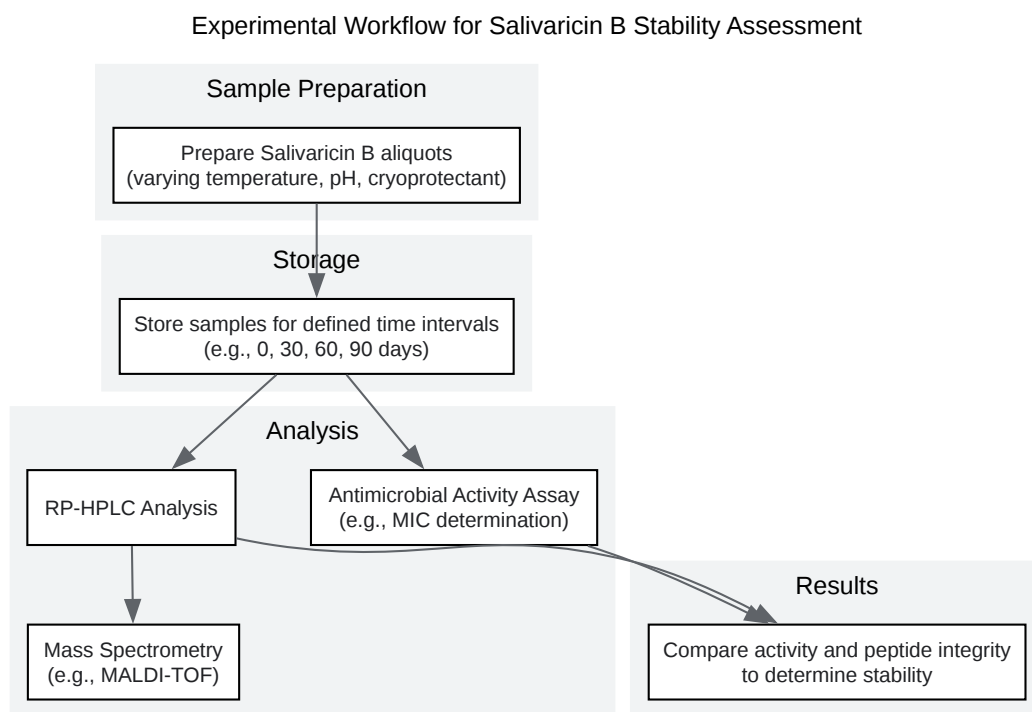 Experimental Workflow for Salivaricin B Stability Assessment
Sample Preparation
Prepare Salivaricin B aliquots
(varying temperature, pH, cryoprotectant)
Storage
Store samples for defined time intervals
(e.g., 0, 30, 60, 90 days)
Analysis
RP-HPLC Analysis
Antimicrobial Activity Assay
(e.g., MIC determination)
Mass Spectrometry
(e.g., MALDI-TOF)
Results
Compare activity and peptide integrity
to determine stability